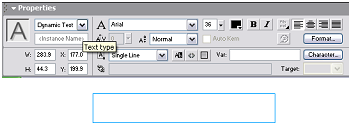 Properties
A Dynamic Text A Arial 36 B I Format...
<Instance Name> A/V A Normal Auto Kern
Text type
W: 283.9 X: 177.0 A Single Line Var: Character...
H: 44.3 Y: 199.9 Target: